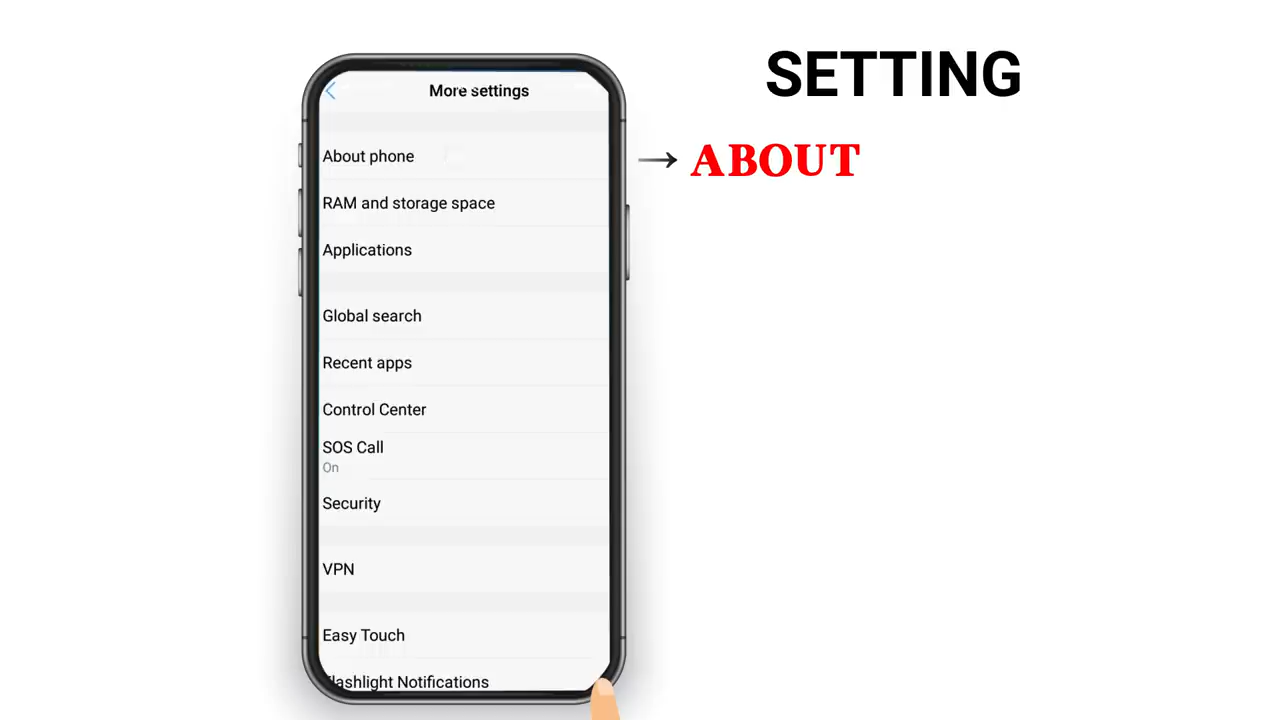 SETTING
More settings
About phone
→ ABOUT
RAM and storage space
Applications
Global search
Recent apps
Control Center
SOS Call
On
Security
VPN
Easy Touch
Flashlight Notifications